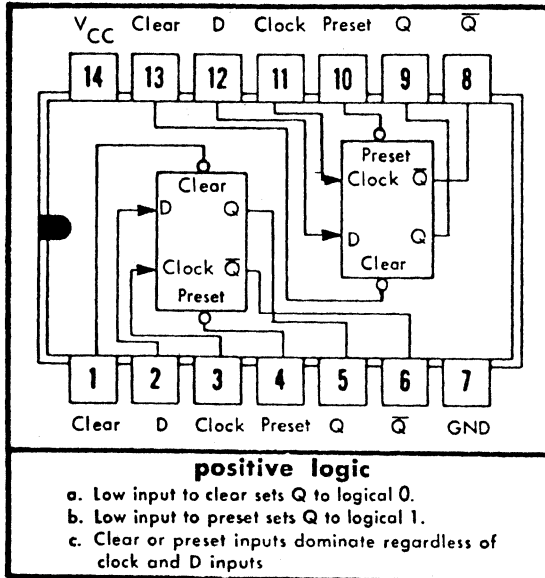 VCC Clear D Clock Preset Q Q̅
14 13 12 11 10 9 8
Preset
Clock Q̅
D Q
Clear
Clear
D Q
Clock Q̅
Preset
1 2 3 4 5 6 7
Clear D Clock Preset Q Q̅ GND
positive logic
a. Low input to clear sets Q to logical 0.
b. Low input to preset sets Q to logical 1.
c. Clear or preset inputs dominate regardless of
clock and D inputs